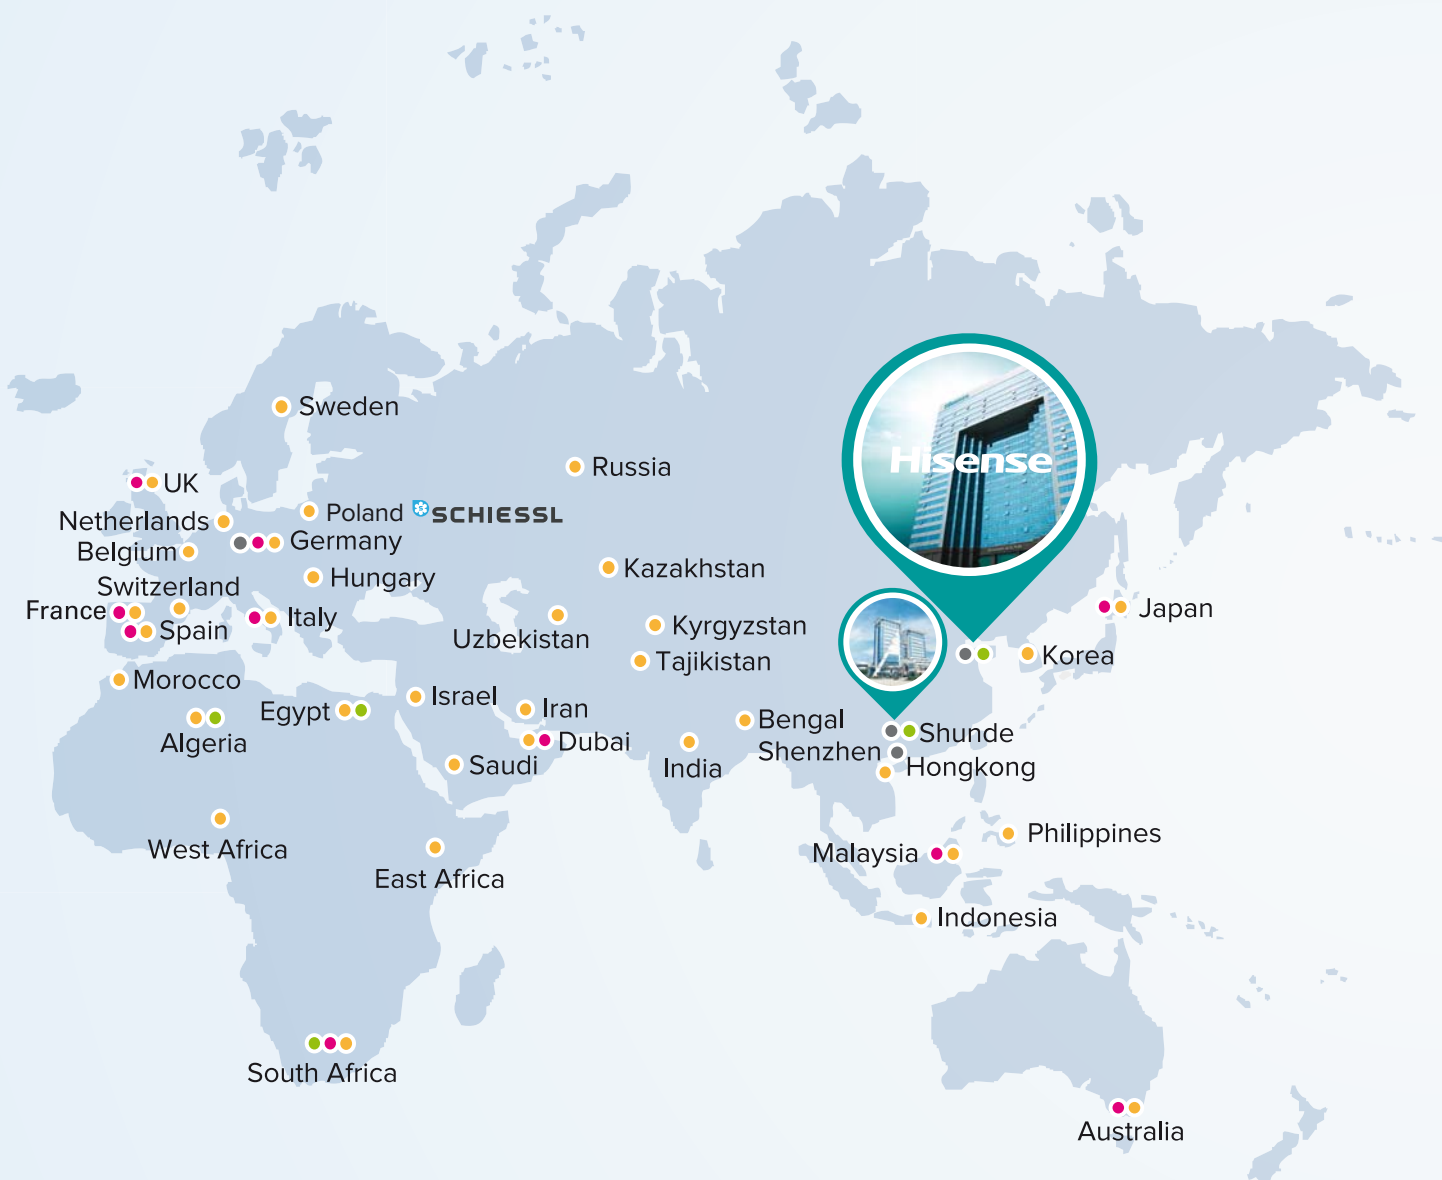 Sweden
Hisense
Russia
UK
Netherlands
Poland SCHIESSL
Germany
Belgium
Kazakhstan
Hungary
Switzerland
France
Italy
Japan
Spain
Uzbekistan
Kyrgyzstan
Korea
Tajikistan
Morocco
Israel
Egypt
Iran
Bengal
Algeria
Dubai
Shunde
Shenzhen
Saudi
India
Hongkong
Philippines
West Africa
Malaysia
East Africa
Indonesia
South Africa
Australia